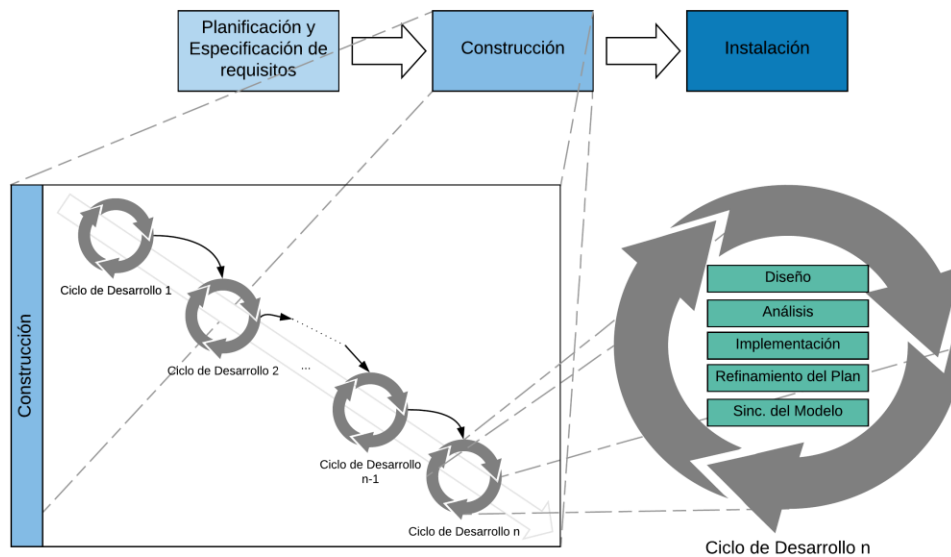 Planificación y
Especificación de
requisitos
Construcción
Instalación
Construcción
Ciclo de Desarrollo 1
Ciclo de Desarrollo 2
...
Ciclo de Desarrollo
n-1
Ciclo de Desarrollo n
Diseño
Análisis
Implementación
Refinamiento del Plan
Sinc. del Modelo
Ciclo de Desarrollo n